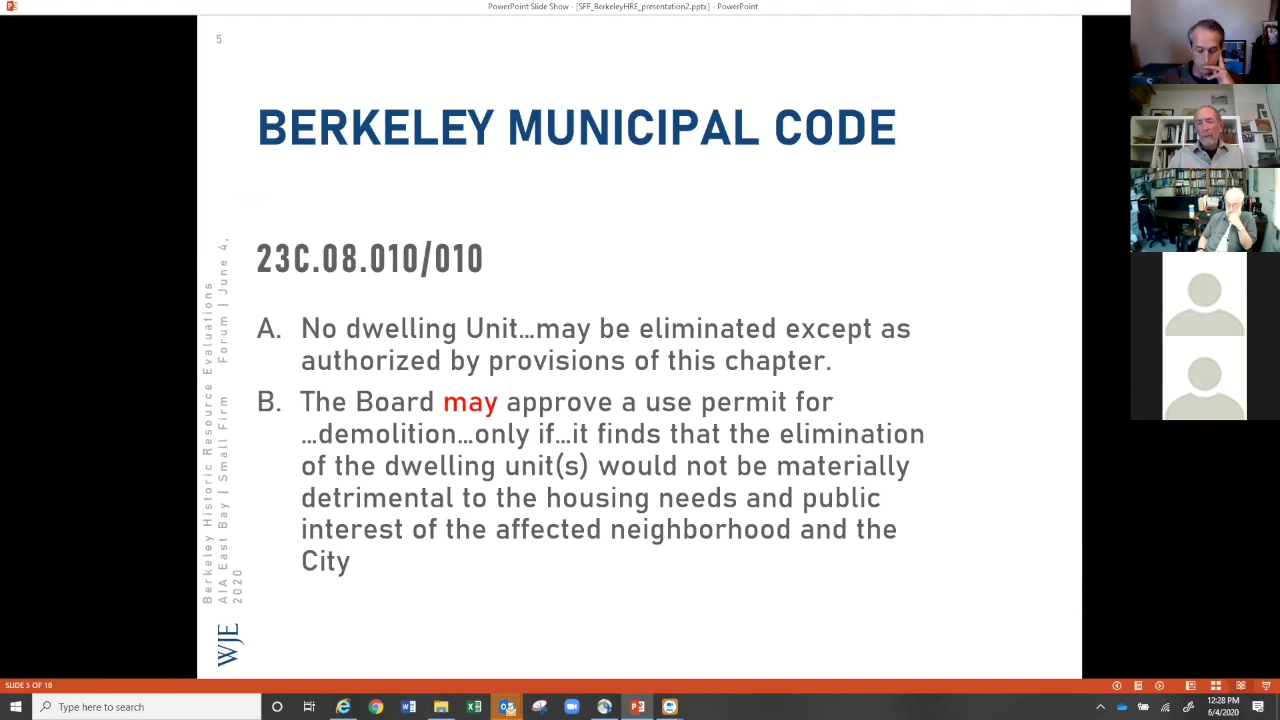 PowerPoint Slide Show - [SFF_BerkeleyHRE_presentation2.pptx] - PowerPoint
5
BERKELEY MUNICIPAL CODE
23C.08.010/010
A. No dwelling Unit…may be eliminated except as
authorized by provisions of this chapter.
B. The Board may approve a use permit for
…demolition…only if…it finds that the elimination
of the dwelling unit(s) would not be materially
detrimental to the housing needs and public
interest of the affected neighborhood and the
City
Berkeley Historic Resource Evaluations
AIA East Bay | Small Firm Forum | June 4,
2020
WJE
SLIDE 5 OF 18
Type here to search
12:28 PM
6/4/2020